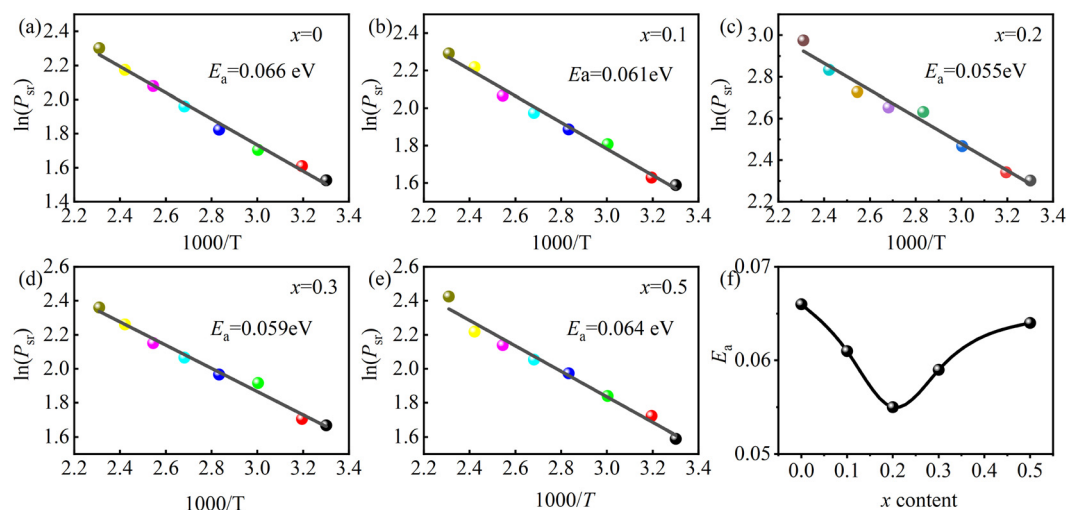 (a)
x=0
Ea=0.066 eV
ln(Psr)
2.4
2.2
2.0
1.8
1.6
1.4
2.2 2.4 2.6 2.8 3.0 3.2 3.4
1000/T
(b)
x=0.1
Ea=0.061eV
ln(Psr)
2.4
2.2
2.0
1.8
1.6
2.2 2.4 2.6 2.8 3.0 3.2 3.4
1000/T
(c)
x=0.2
Ea=0.055eV
ln(Psr)
3.0
2.8
2.6
2.4
2.2
2.2 2.4 2.6 2.8 3.0 3.2 3.4
1000/T
(d)
x=0.3
Ea=0.059eV
ln(Psr)
2.6
2.4
2.2
2.0
1.8
1.6
2.2 2.4 2.6 2.8 3.0 3.2 3.4
1000/T
(e)
x=0.5
Ea=0.064 eV
ln(Psr)
2.6
2.4
2.2
2.0
1.8
1.6
2.2 2.4 2.6 2.8 3.0 3.2 3.4
1000/T
(f)
Ea
0.07
0.06
0.05
0.0 0.1 0.2 0.3 0.4 0.5
x content